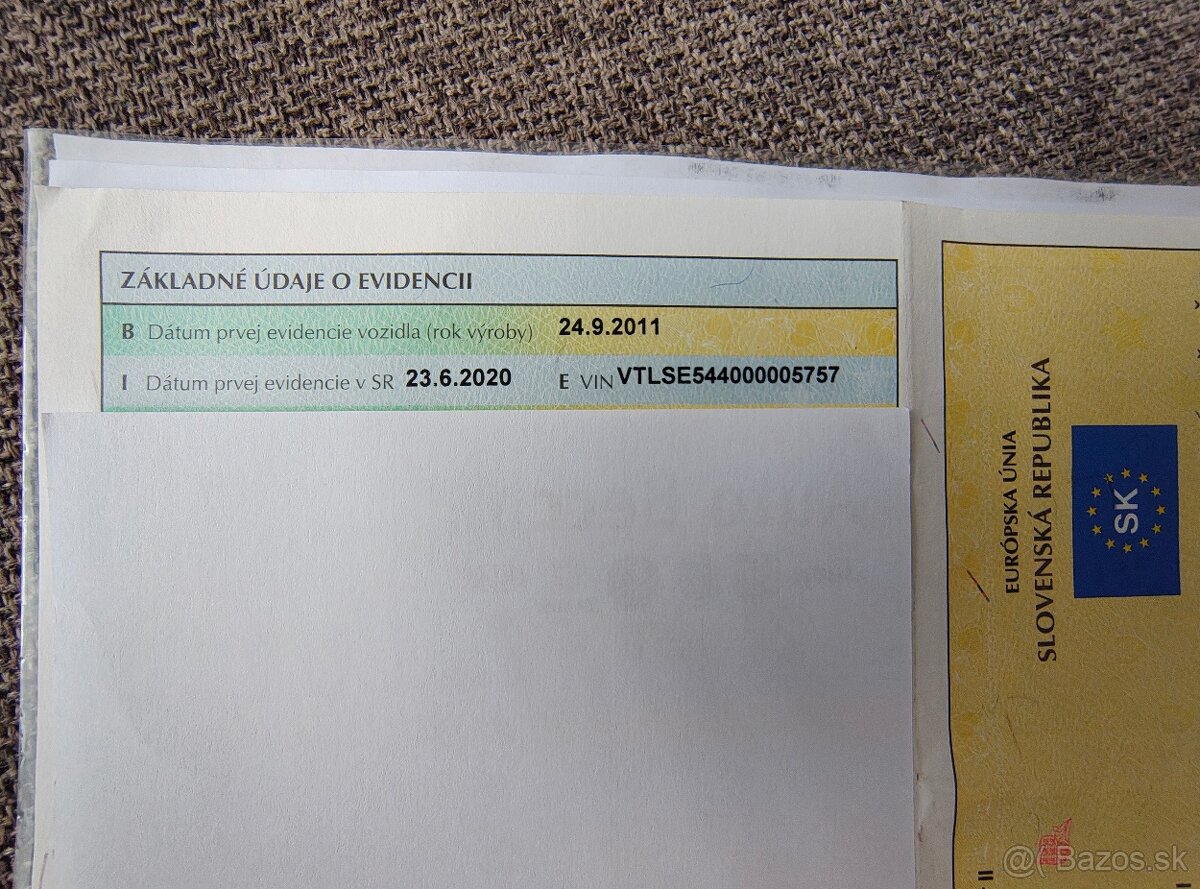 ZÁKLADNÉ ÚDAJE O EVIDENCII
B Dátum prvej evidencie vozidla (rok výroby) 24.9.2011
I Dátum prvej evidencie v SR 23.6.2020 E VIN VTLSE544000005757
EURÓPSKA ÚNIA
SLOVENSKÁ REPUBLIKA
SK
II
Bazos.sk